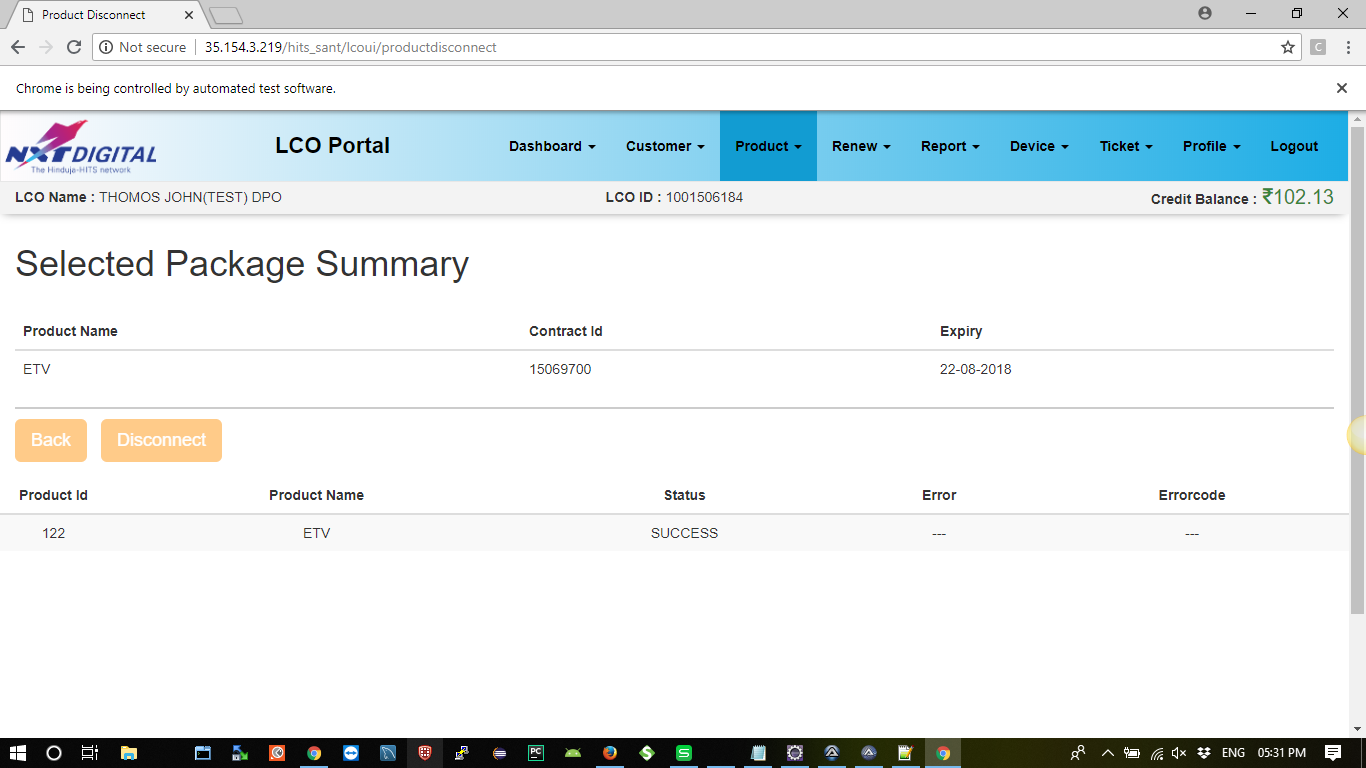 Product Disconnect
Not secure 35.154.3.219/hits_sant/lcoui/productdisconnect
C
Chrome is being controlled by automated test software.
NXTDIGITAL
The Hinduja-HITS network
LCO Portal
Dashboard Customer Product Renew Report Device Ticket Profile Logout
LCO Name : THOMOS JOHN(TEST) DPO LCO ID : 1001506184 Credit Balance : ₹102.13
Selected Package Summary
Product Name Contract Id Expiry
ETV 15069700 22-08-2018
Back Disconnect
Product Id Product Name Status Error Errorcode
122 ETV SUCCESS --- ---
PC S ENG 05:31 PM